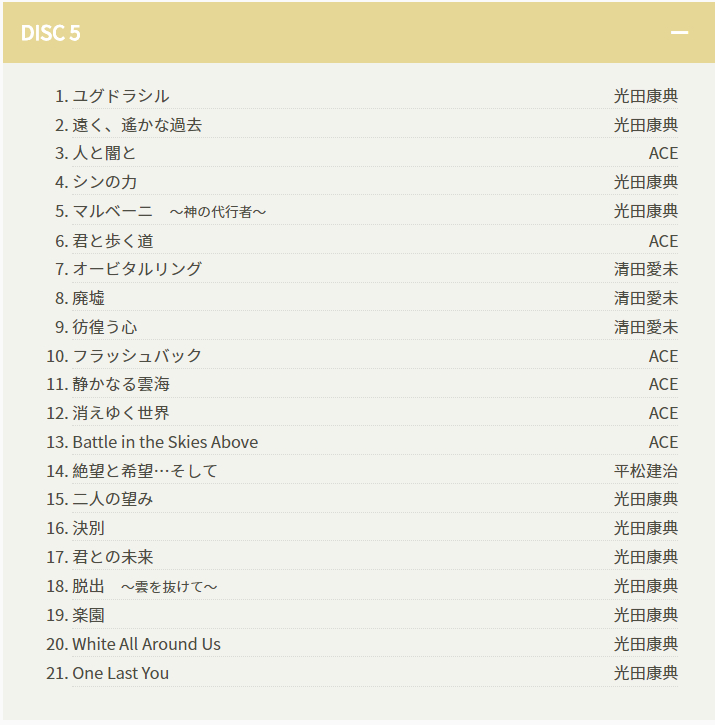 DISC 5
1. ユグドラシル 光田康典
2. 遠く、遙かな過去 光田康典
3. 人と闇と ACE
4. シンの力 光田康典
5. マルベーニ ～神の代行者～ 光田康典
6. 君と歩く道 ACE
7. オービタルリング 清田愛未
8. 廃墟 清田愛未
9. 彷徨う心 清田愛未
10. フラッシュバック ACE
11. 静かなる雲海 ACE
12. 消えゆく世界 ACE
13. Battle in the Skies Above ACE
14. 絶望と希望…そして 平松建治
15. 二人の望み 光田康典
16. 決別 光田康典
17. 君との未来 光田康典
18. 脱出 ～雲を抜けて～ 光田康典
19. 楽園 光田康典
20. White All Around Us 光田康典
21. One Last You 光田康典